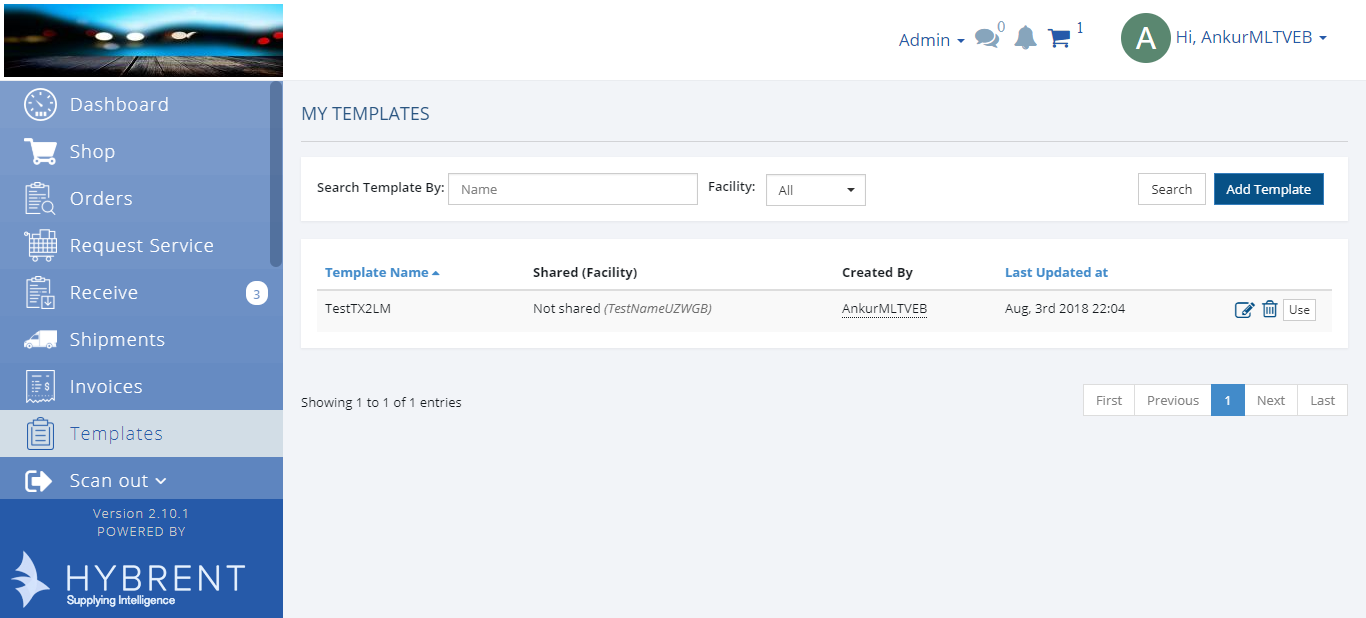 Admin
0
1
A
Hi, AnkurMLTVEB
Dashboard
Shop
Orders
Request Service
Receive
3
Shipments
Invoices
Templates
Scan out
Version 2.10.1
POWERED BY
HYBRENT
Supplying Intelligence
MY TEMPLATES
Search Template By: Name Facility: All Search Add Template
Template Name Shared (Facility) Created By Last Updated at
TestTX2LM Not shared (TestNameUZWGB) AnkurMLTVEB Aug, 3rd 2018 22:04 Use
Showing 1 to 1 of 1 entries First Previous 1 Next Last